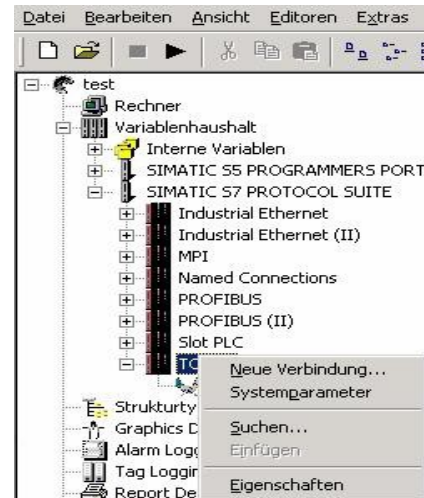 Datei Bearbeiten Ansicht Editoren Extras
test
Rechner
Variablenhaushalt
Interne Variablen
SIMATIC S5 PROGRAMMERS PORT
SIMATIC S7 PROTOCOL SUITE
Industrial Ethernet
Industrial Ethernet (II)
MPI
Named Connections
PROFIBUS
PROFIBUS (II)
Slot PLC
Neue Verbindung...
Systemparameter
Strukturty
Suchen...
Graphics D
Einfügen
Alarm Logg
Tag Loggin
Eigenschaften
Report De